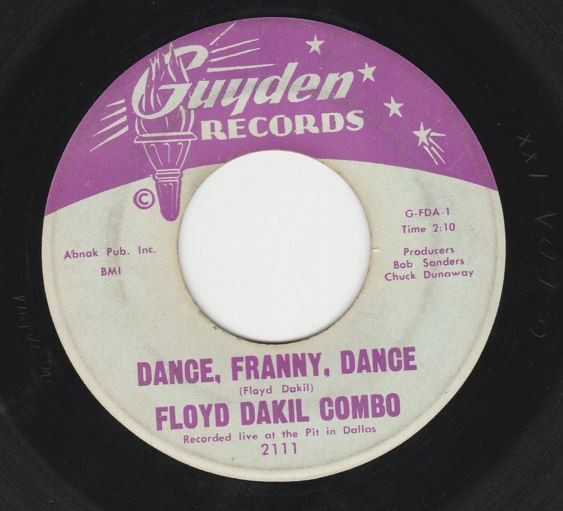 Guyden
RECORDS
©
Abnak Pub. Inc.
BMI
G-FDA-1
Time 2:10
Producers
Bob Sanders
Chuck Dunaway
DANCE, FRANNY, DANCE
(Floyd Dakil)
FLOYD DAKIL COMBO
Recorded live at the Pit in Dallas
2111